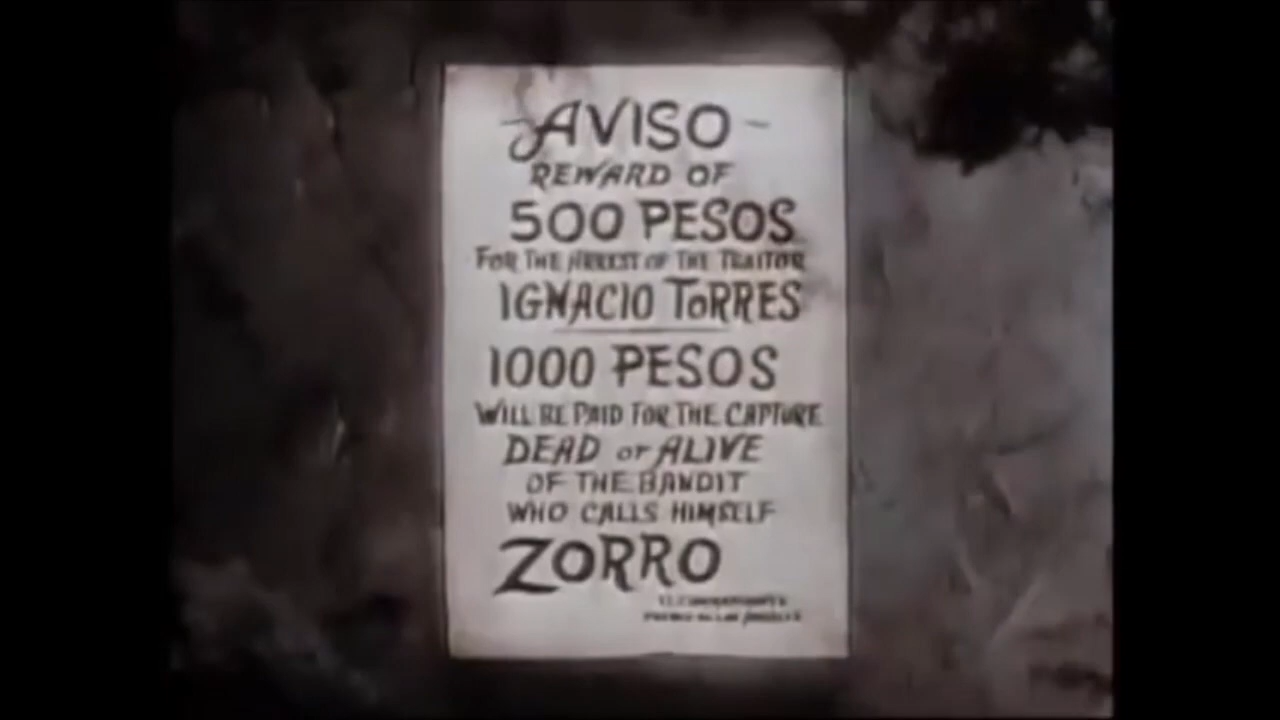 AVISO
REWARD OF
500 PESOS
FOR THE ARREST OF THE TRAITOR
IGNACIO TORRES
1000 PESOS
WILL BE PAID FOR THE CAPTURE
DEAD or ALIVE
OF THE BANDIT
WHO CALLS HIMSELF
ZORRO